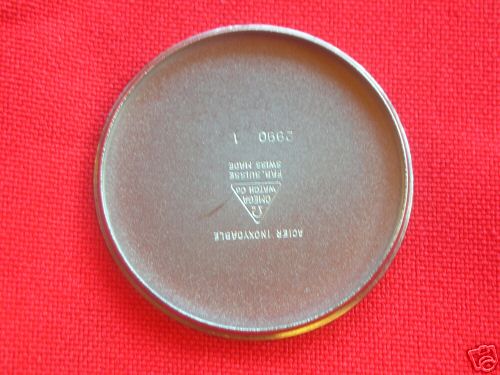 ACIER INOXYDABLE
Ω
OMEGA
WATCH Co
FAB. SUISSE
SWISS MADE
2990 1